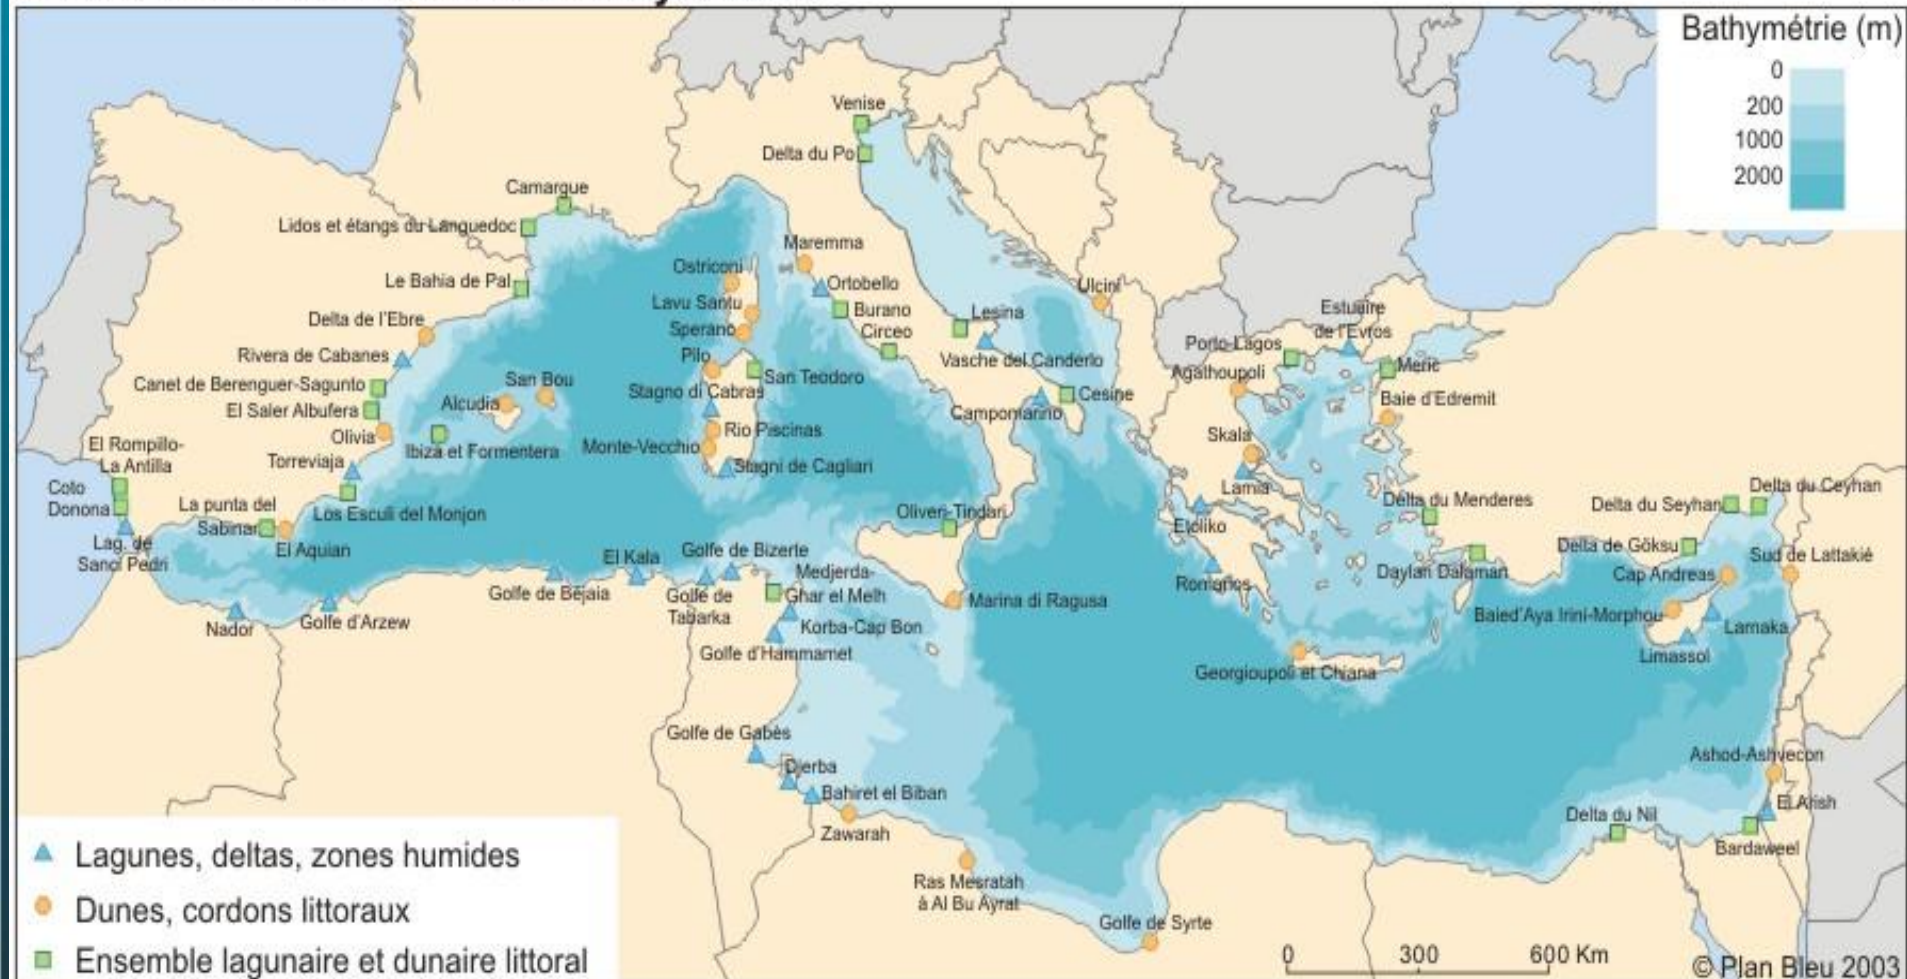 Bathymétrie (m)
0
200
1000
2000
Venise
Delta du Po
Camargue
Lidos et étangs du Languedoc
Le Bahia de Pal
Delta de l'Ebre
Rivera de Cabanes
Canet de Berenguer-Sagunto
El Saler Albufera
Olivia
Torreviaja
El Rompillo-
La Antilla
Coto
Donona
Lag. de
Sanci Pedri
La punta del
Sabinar
El Aquian
Los Esculi del Monjon
Alcudia
San Bou
Ibiza et Formentera
Ostriconi
Lavu Santu
Sperano
Pilo
Stagno di Cabras
Monte-Vecchio
San Teodoro
Rio Piscinas
Stagni de Cagliari
Maremma
Ortobello
Burano
Circeo
Lesina
Vasche del Canderlo
Campomarino
Cesine
Oliveri-Tindari
Marina di Ragusa
Ulcini
Porto-Lagos
Estuaire
de l'Evros
Meric
Agathoupoli
Baie d'Edremit
Skala
Lamia
Etoliko
Romanos
Delta du Menderes
Daylan Dalaman
Georgioupoli et Chiana
Delta du Seyhan
Delta du Ceyhan
Delta de Göksu
Sud de Lattakié
Cap Andreas
Baied'Aya Irini-Morphou
Larnaka
Limassol
Nador
Golfe d'Arzew
Golfe de Bejaia
El Kala
Golfe de Bizerte
Golfe de
Tabarka
Medjerda-
Ghar el Melh
Korba-Cap Bon
Golfe d'Hammamet
Golfe de Gabès
Djerba
Bahiret el Biban
Zawarah
Ras Mesratah
à Al Bu Ayrat
Golfe de Syrte
Ashod-Ashvecon
El Arish
Delta du Nil
Bardaweel
Lagunes, deltas, zones humides
Dunes, cordons littoraux
Ensemble lagunaire et dunaire littoral
0 300 600 Km
© Plan Bleu 2003